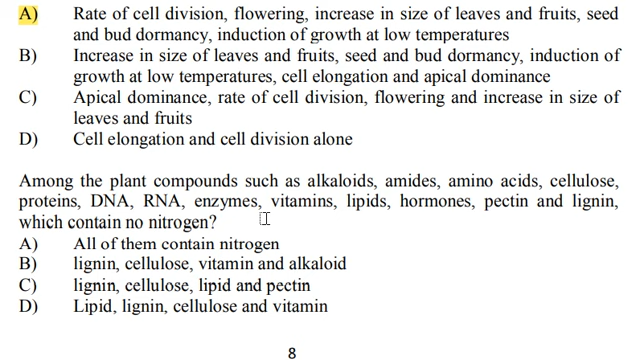 A) Rate of cell division, flowering, increase in size of leaves and fruits, seed
and bud dormancy, induction of growth at low temperatures
B) Increase in size of leaves and fruits, seed and bud dormancy, induction of
growth at low temperatures, cell elongation and apical dominance
C) Apical dominance, rate of cell division, flowering and increase in size of
leaves and fruits
D) Cell elongation and cell division alone
Among the plant compounds such as alkaloids, amides, amino acids, cellulose,
proteins, DNA, RNA, enzymes, vitamins, lipids, hormones, pectin and lignin,
which contain no nitrogen?
A) All of them contain nitrogen
B) lignin, cellulose, vitamin and alkaloid
C) lignin, cellulose, lipid and pectin
D) Lipid, lignin, cellulose and vitamin
8